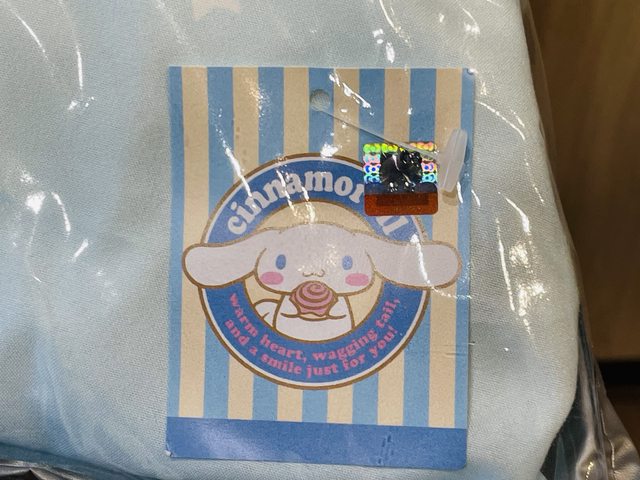 cinnamoroll
warm heart, wagging tail,
and a smile just for you!